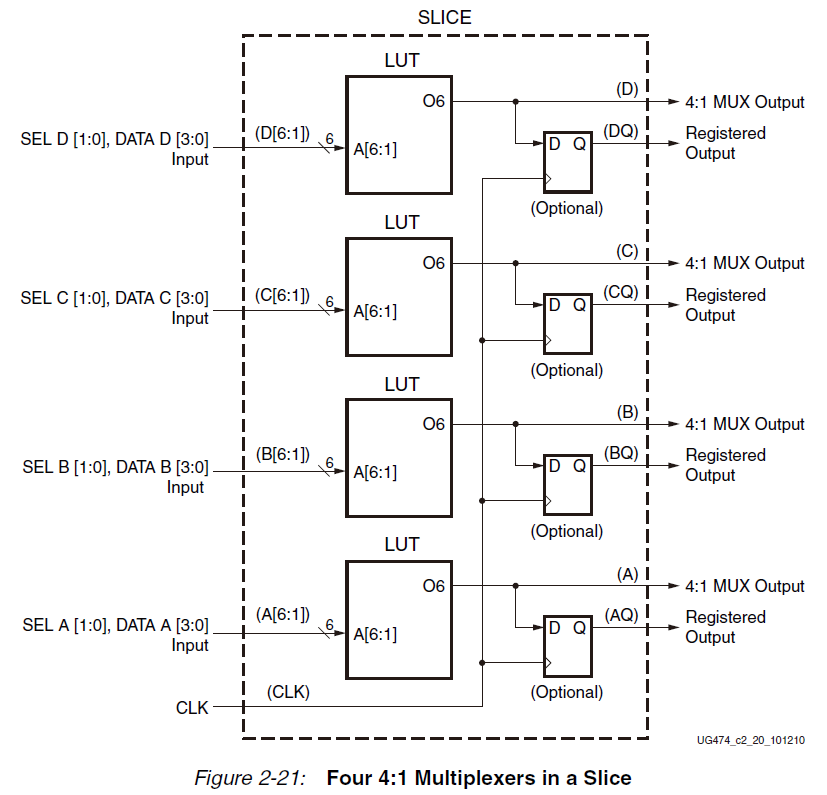 SLICE
LUT
O6
(D)
4:1 MUX Output
SEL D [1:0], DATA D [3:0]
Input
(D[6:1])
6
A[6:1]
D Q
(DQ)
Registered
Output
(Optional)
LUT
O6
(C)
4:1 MUX Output
SEL C [1:0], DATA C [3:0]
Input
(C[6:1])
6
A[6:1]
D Q
(CQ)
Registered
Output
(Optional)
LUT
O6
(B)
4:1 MUX Output
SEL B [1:0], DATA B [3:0]
Input
(B[6:1])
6
A[6:1]
D Q
(BQ)
Registered
Output
(Optional)
LUT
O6
(A)
4:1 MUX Output
SEL A [1:0], DATA A [3:0]
Input
(A[6:1])
6
A[6:1]
D Q
(AQ)
Registered
Output
(Optional)
CLK
(CLK)
UG474_c2_20_101210
Figure 2-21: Four 4:1 Multiplexers in a Slice